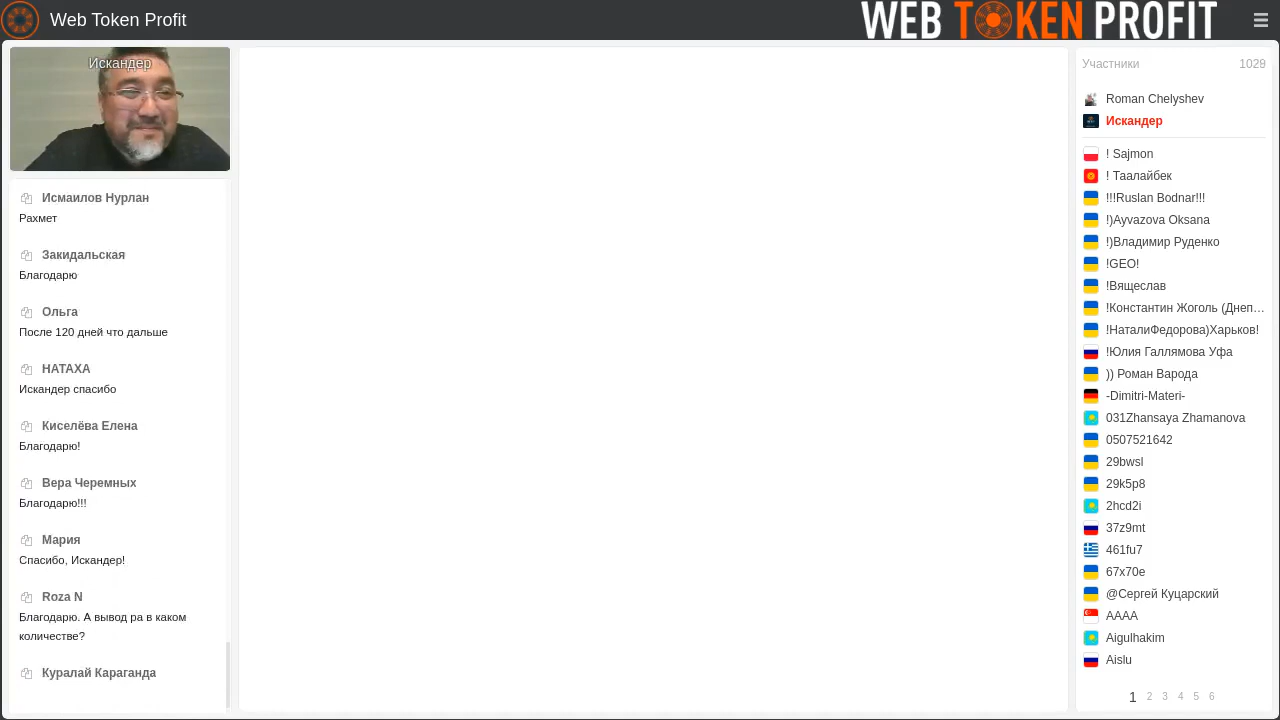 Web Token Profit
WEB TOKEN PROFIT
Искандер
Исмаилов Нурлан
Рахмет
Закидальская
Благодарю
Ольга
После 120 дней что дальше
НАТАХА
Искандер спасибо
Киселёва Елена
Благодарю!
Вера Черемных
Благодарю!!!
Мария
Спасибо, Искандер!
Roza N
Благодарю. А вывод ра в каком
количестве?
Куралай Караганда
Участники 1029
Roman Chelyshev
Искандер
! Sajmon
! Таалайбек
!!!Ruslan Bodnar!!!
!)Ayvazova Oksana
!)Владимир Руденко
!GEO!
!Вящеслав
!Константин Жоголь (Днеп…
!НаталиФедорова)Харьков!
!Юлия Галлямова Уфа
)) Роман Варода
-Dimitri-Materi-
031Zhansaya Zhamanova
0507521642
29bwsl
29k5p8
2hcd2i
37z9mt
461fu7
67x70e
@Сергей Куцарский
AAAA
Aigulhakim
Aislu
1 2 3 4 5 6